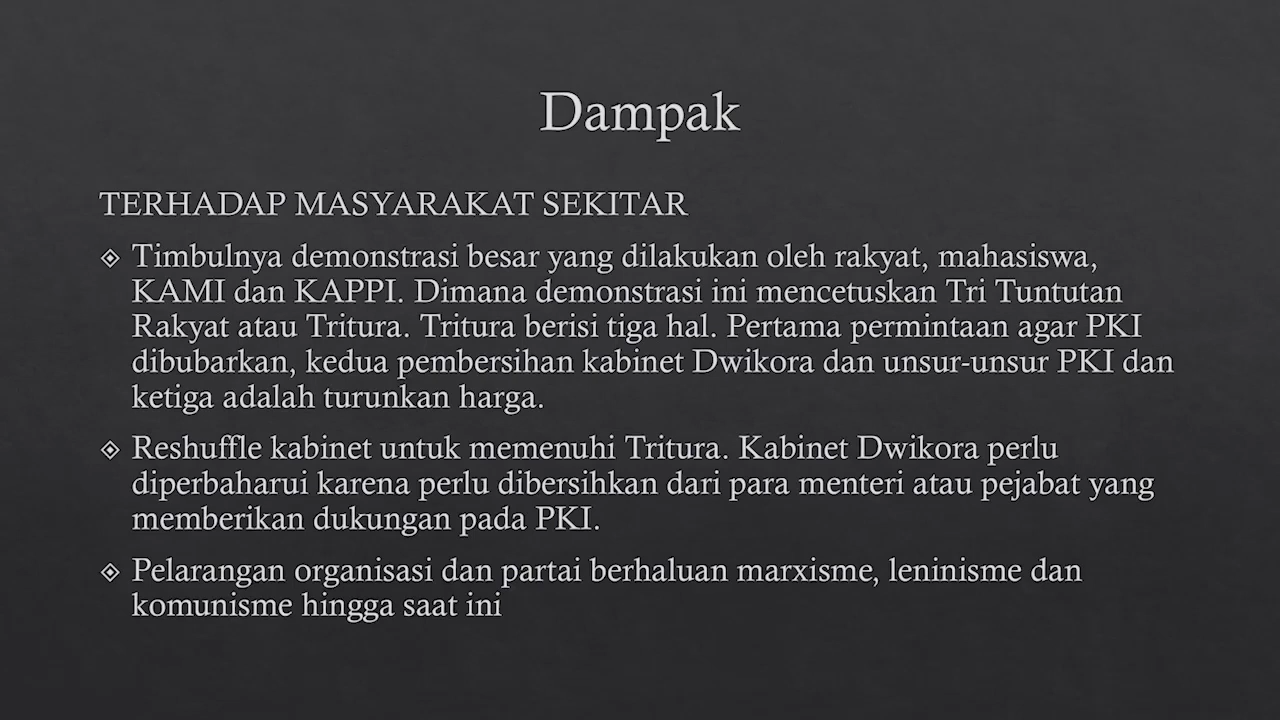 Dampak
TERHADAP MASYARAKAT SEKITAR
Timbulnya demonstrasi besar yang dilakukan oleh rakyat, mahasiswa,
KAMI dan KAPPI. Dimana demonstrasi ini mencetuskan Tri Tuntutan
Rakyat atau Tritura. Tritura berisi tiga hal. Pertama permintaan agar PKI
dibubarkan, kedua pembersihan kabinet Dwikora dan unsur-unsur PKI dan
ketiga adalah turunkan harga.
Reshuffle kabinet untuk memenuhi Tritura. Kabinet Dwikora perlu
diperbaharui karena perlu dibersihkan dari para menteri atau pejabat yang
memberikan dukungan pada PKI.
Pelarangan organisasi dan partai berhaluan marxisme, leninisme dan
komunisme hingga saat ini